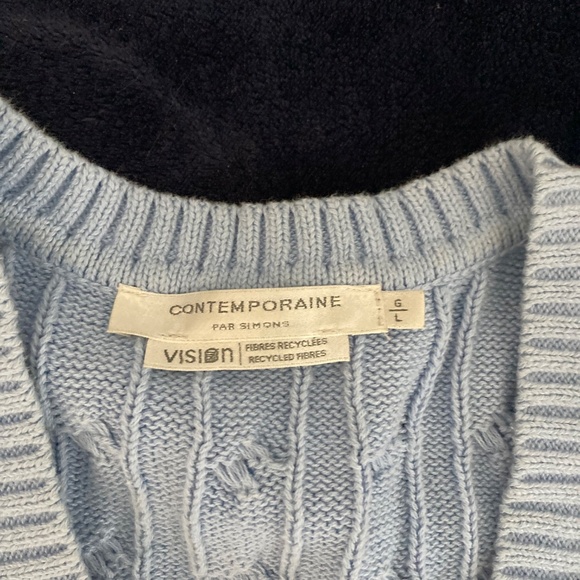 CONTEMPORAINE
PAR SIMONS
G
L
VISION
FIBRES RECYCLÉES
RECYCLED FIBRES